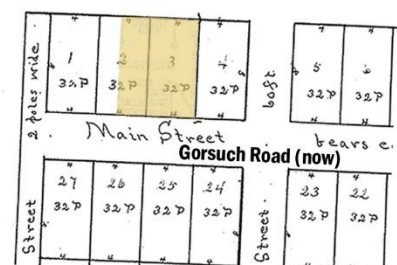 2 poles wide.
1 2 3 4
32P 32P 32P 32P
60ft
5 6
32P 32P
Main Street
bears e.
Gorsuch Road (now)
27 26 25 24
32P 32P 32P 32P
23 22
32P 32P
Street
Street.